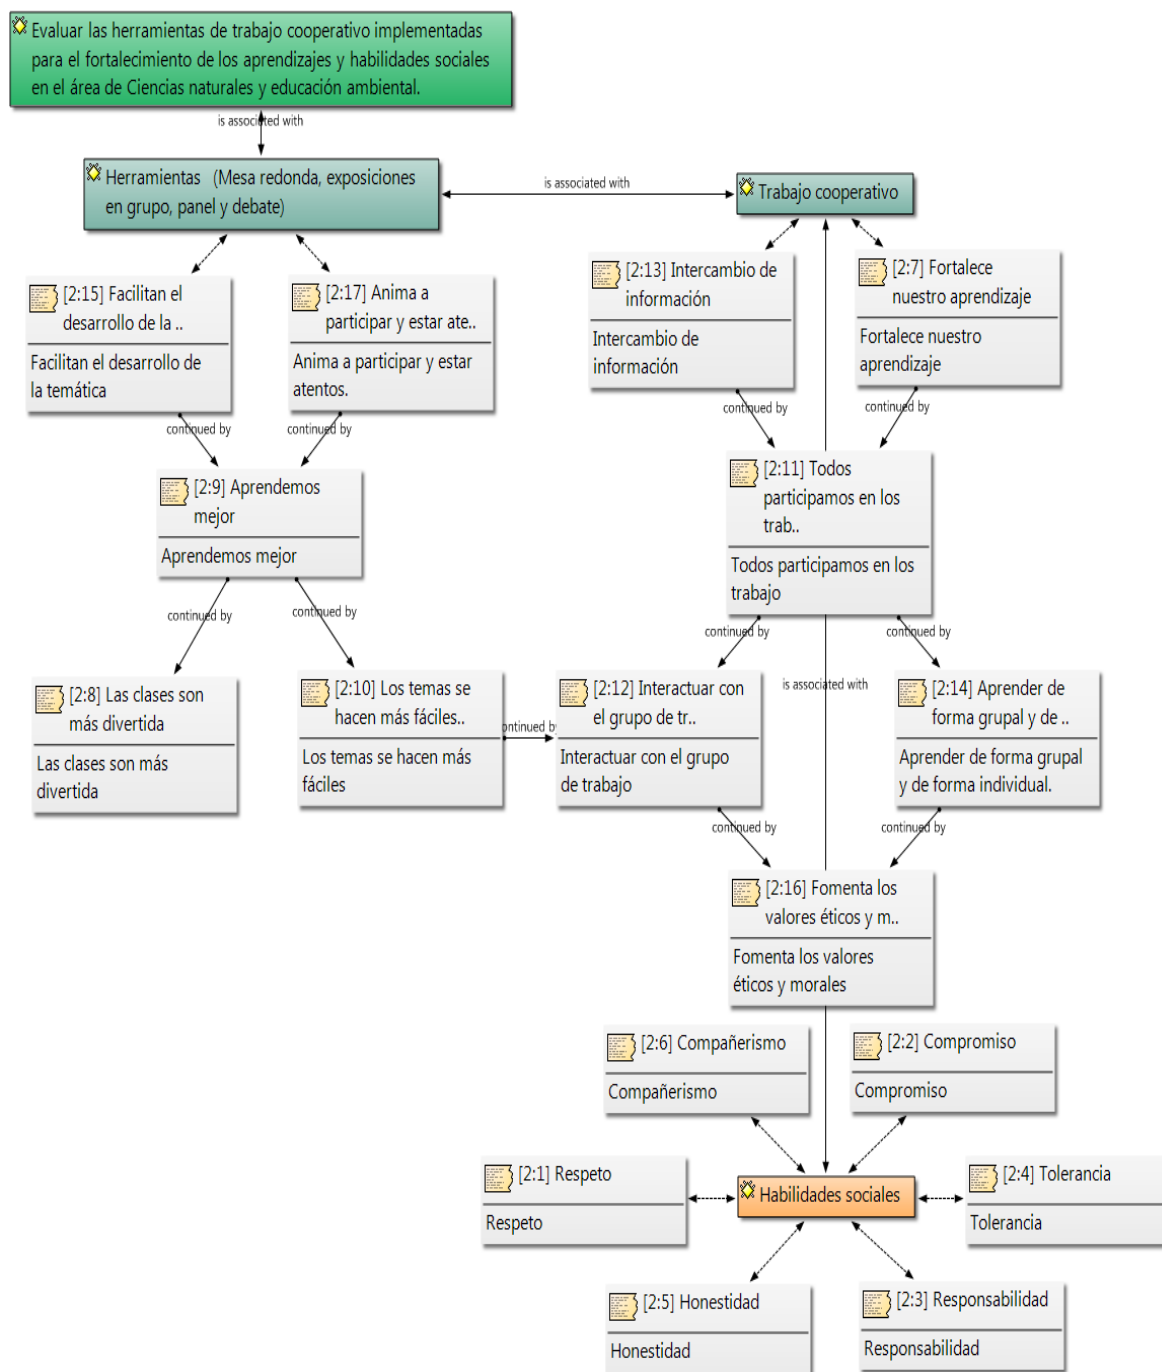 Evaluar las herramientas de trabajo cooperativo implementadas
para el fortalecimiento de los aprendizajes y habilidades sociales
en el área de Ciencias naturales y educación ambiental.
is associated with
Herramientas (Mesa redonda, exposiciones
en grupo, panel y debate)
is associated with
Trabajo cooperativo
[2:15] Facilitan el
desarrollo de la ..
Facilitan el desarrollo de
la temática
[2:17] Anima a
participar y estar ate..
Anima a participar y estar
atentos.
[2:13] Intercambio de
información
Intercambio de
información
[2:7] Fortalece
nuestro aprendizaje
Fortalece nuestro
aprendizaje
continued by
continued by
continued by
continued by
[2:9] Aprendemos
mejor
Aprendemos mejor
[2:11] Todos
participamos en los
trab..
Todos participamos en los
trabajo
continued by
continued by
continued by
continued by
is associated with
[2:8] Las clases son
más divertida
Las clases son más
divertida
[2:10] Los temas se
hacen más fáciles..
Los temas se hacen más
fáciles
continued by
[2:12] Interactuar con
el grupo de tr..
Interactuar con el grupo
de trabajo
[2:14] Aprender de
forma grupal y de ..
Aprender de forma grupal
y de forma individual.
continued by
continued by
[2:16] Fomenta los
valores éticos y m..
Fomenta los valores
éticos y morales
[2:6] Compañerismo
Compañerismo
[2:2] Compromiso
Compromiso
[2:1] Respeto
Respeto
Habilidades sociales
[2:4] Tolerancia
Tolerancia
[2:5] Honestidad
Honestidad
[2:3] Responsabilidad
Responsabilidad